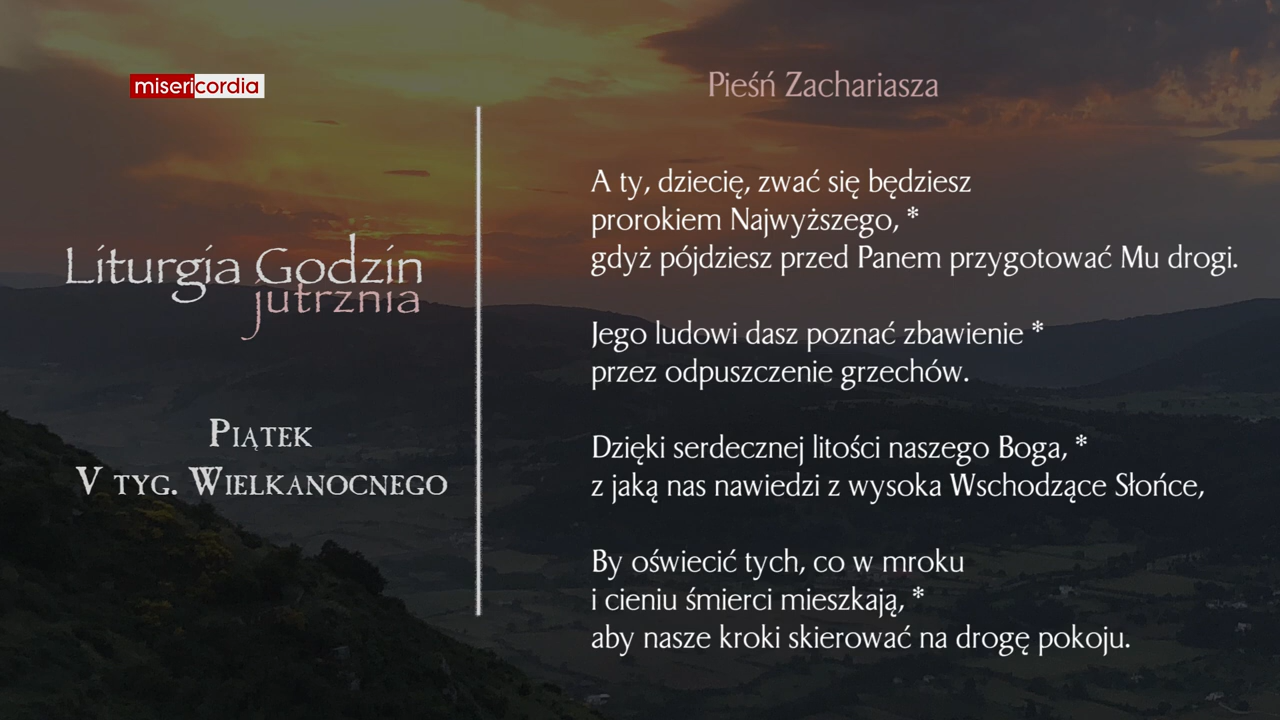 misericordia
Liturgia Godzin
jutrznia
Piątek
V tyg. Wielkanocnego
Pieśń Zachariasza
A ty, dziecię, zwać się będziesz
prorokiem Najwyższego, *
gdyż pójdziesz przed Panem przygotować Mu drogi.
Jego ludowi dasz poznać zbawienie *
przez odpuszczenie grzechów.
Dzięki serdecznej litości naszego Boga, *
z jaką nas nawiedzi z wysoka Wschodzące Słońce,
By oświecić tych, co w mroku
i cieniu śmierci mieszkają, *
aby nasze kroki skierować na drogę pokoju.